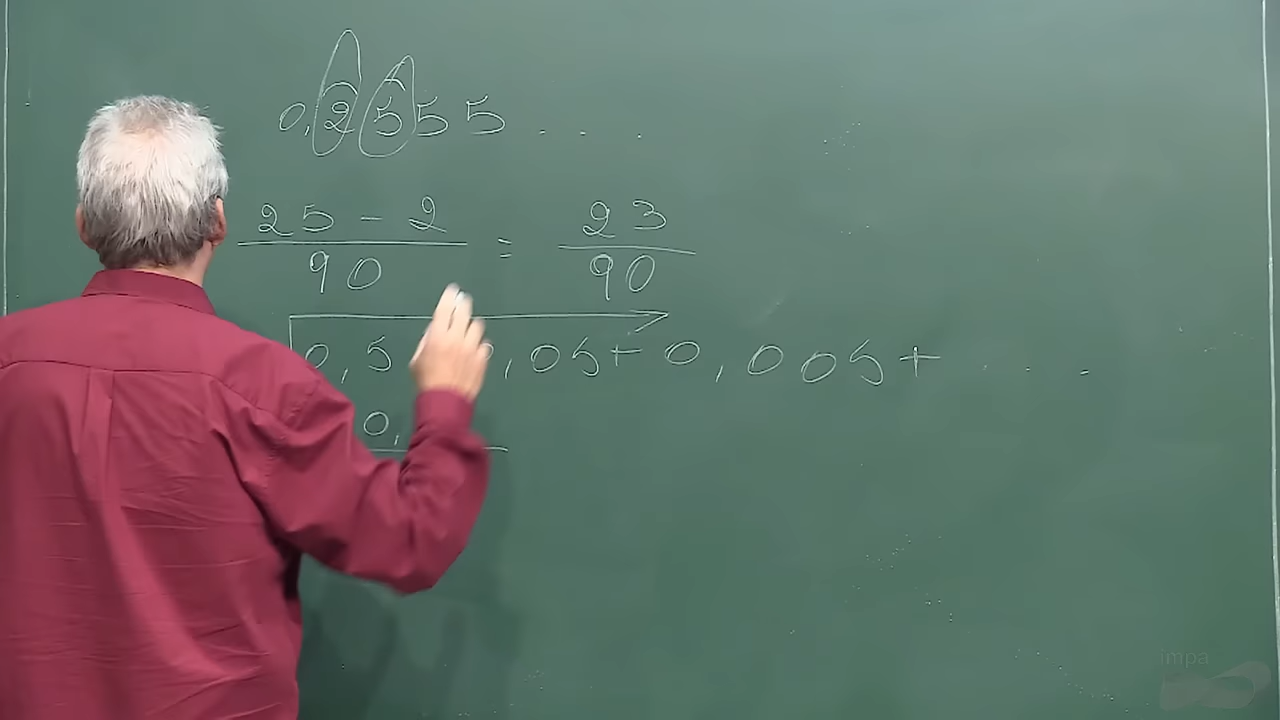 0,2555...
25 - 2 = 23
90 90
0,5 ,05+ 0,005+ ...
0,
impa